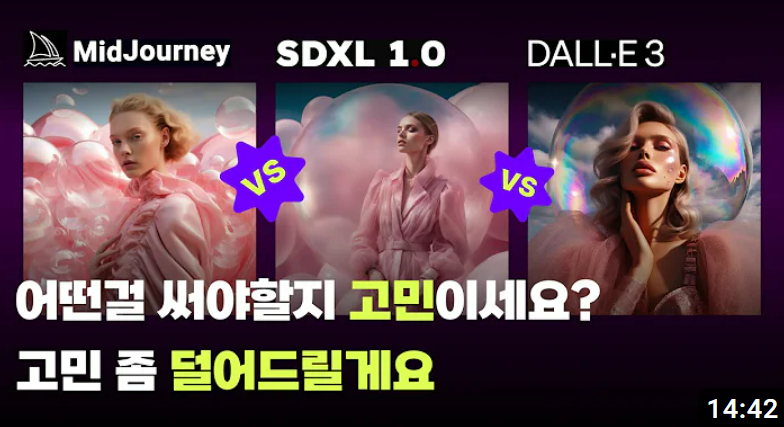 MidJourney
SDXL 1.0
DALL·E 3
VS
VS
어떤걸 써야할지 고민이세요?
고민 좀 덜어드릴게요
14:42